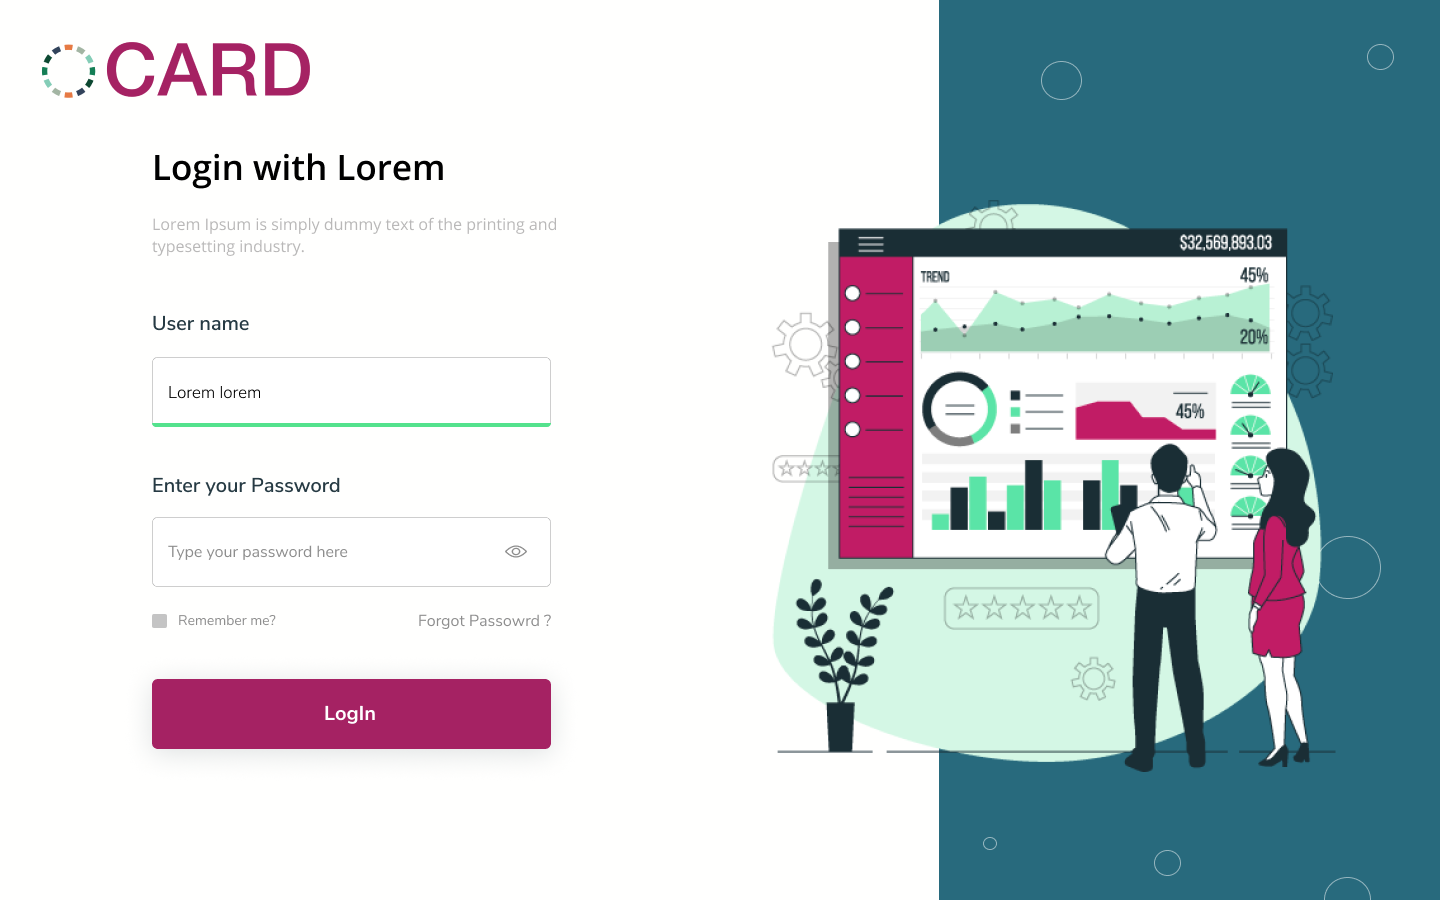 CARD
Login with Lorem
Lorem Ipsum is simply dummy text of the printing and
typesetting industry.
User name
Lorem lorem
Enter your Password
Type your password here
Remember me?
Forgot Passowrd ?
LogIn
$32,569,893.03
TREND
45%
20%
45%